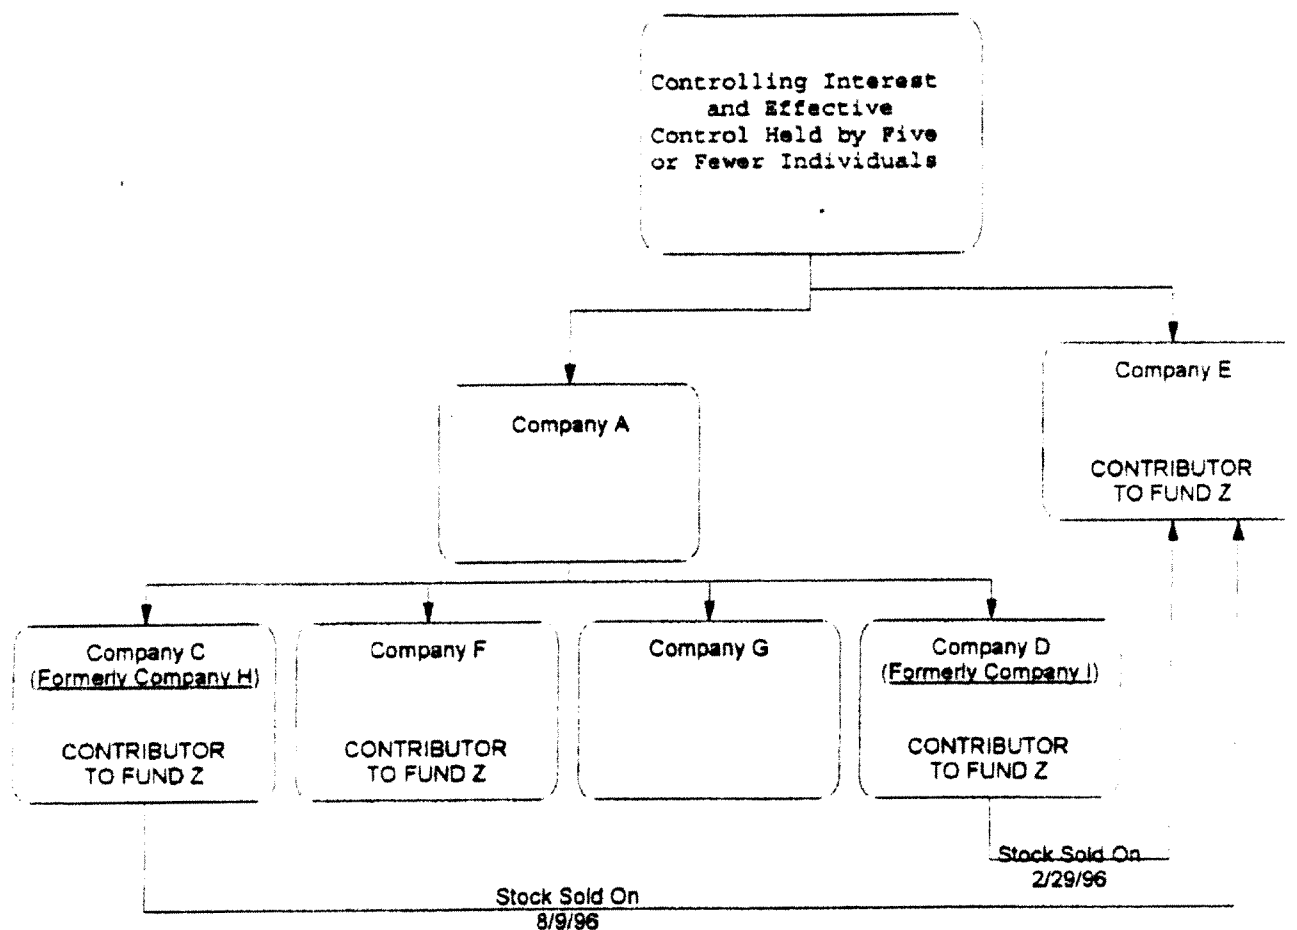 Controlling Interest
and Effective
Control Held by Five
or Fewer Individuals
Company E
CONTRIBUTOR
TO FUND Z
Company A
Company C
(Formerly Company H)
CONTRIBUTOR
TO FUND Z
Company F
CONTRIBUTOR
TO FUND Z
Company G
Company D
(Formerly Company I)
CONTRIBUTOR
TO FUND Z
Stock Sold On
2/29/96
Stock Sold On
8/9/96